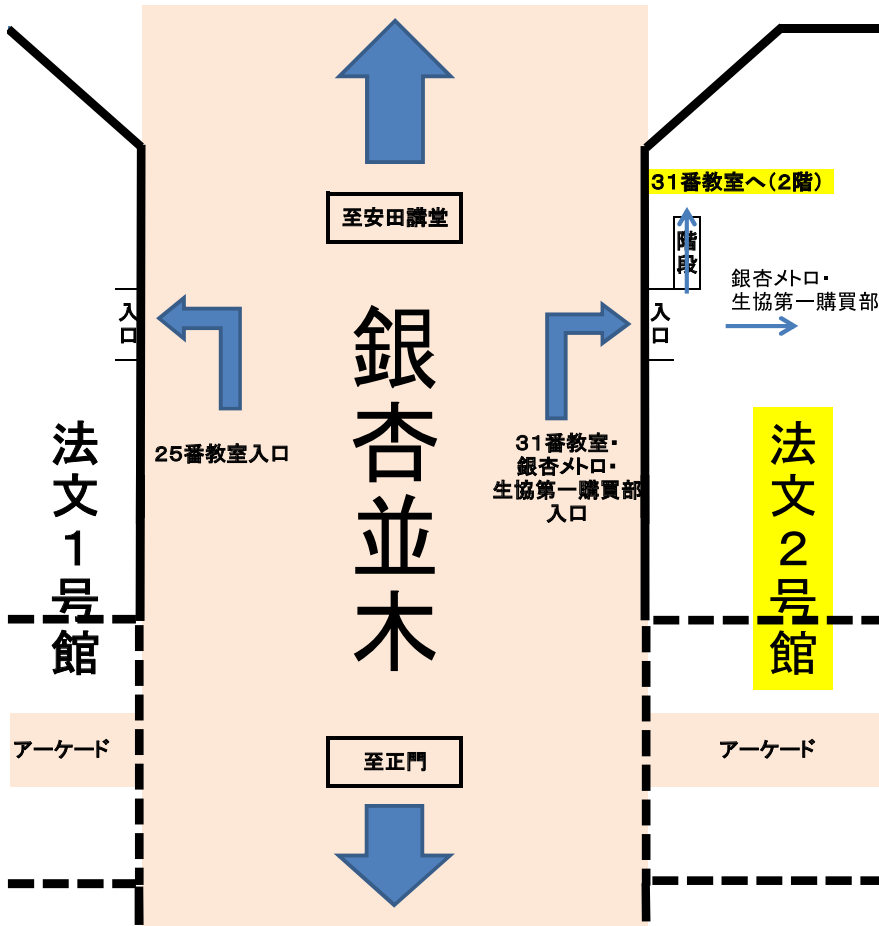 31番教室へ(2階)
至安田講堂
階段
銀杏メトロ・
生協第一購買部
入口
入口
銀杏並木
25番教室入口
31番教室・
銀杏メトロ・
生協第一購買部
入口
法文1号館
法文2号館
アーケード
至正門
アーケード